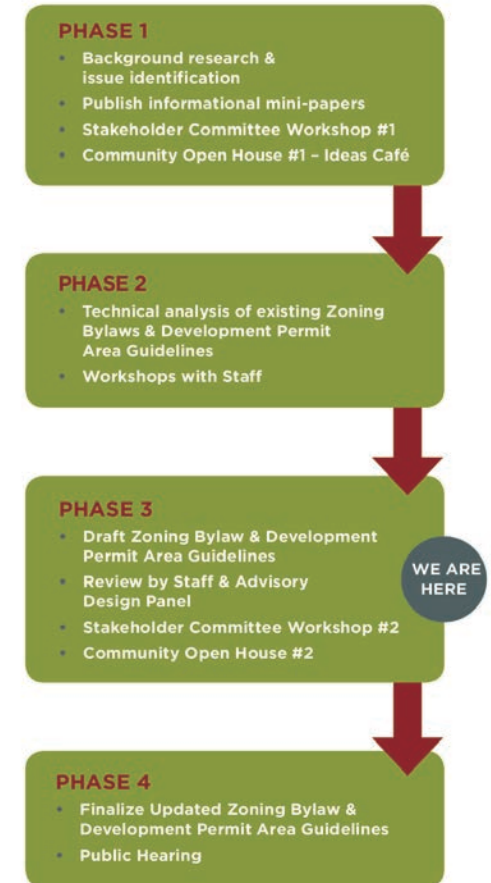 PHASE 1
• Background research &
issue identification
• Publish informational mini-papers
• Stakeholder Committee Workshop #1
• Community Open House #1 – Ideas Café
PHASE 2
• Technical analysis of existing Zoning
Bylaws & Development Permit
Area Guidelines
• Workshops with Staff
PHASE 3
• Draft Zoning Bylaw & Development
Permit Area Guidelines
• Review by Staff & Advisory
Design Panel
• Stakeholder Committee Workshop #2
• Community Open House #2
WE ARE
HERE
PHASE 4
• Finalize Updated Zoning Bylaw &
Development Permit Area Guidelines
• Public Hearing